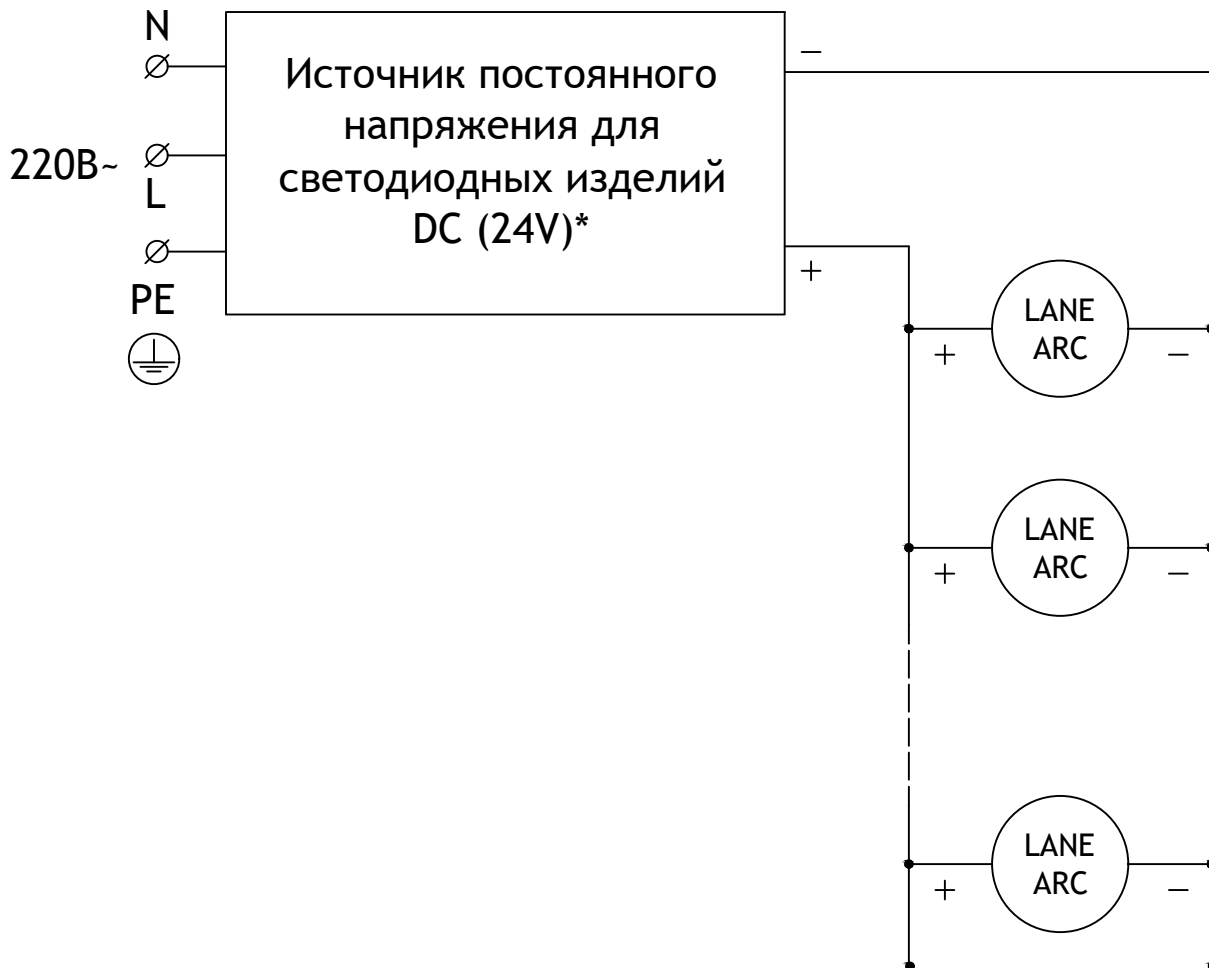 N
Источник постоянного
напряжения для
светодиодных изделий
DC (24V)*
220В~
L
PE
−
+
LANE
ARC
+
−
LANE
ARC
+
−
LANE
ARC
+
−